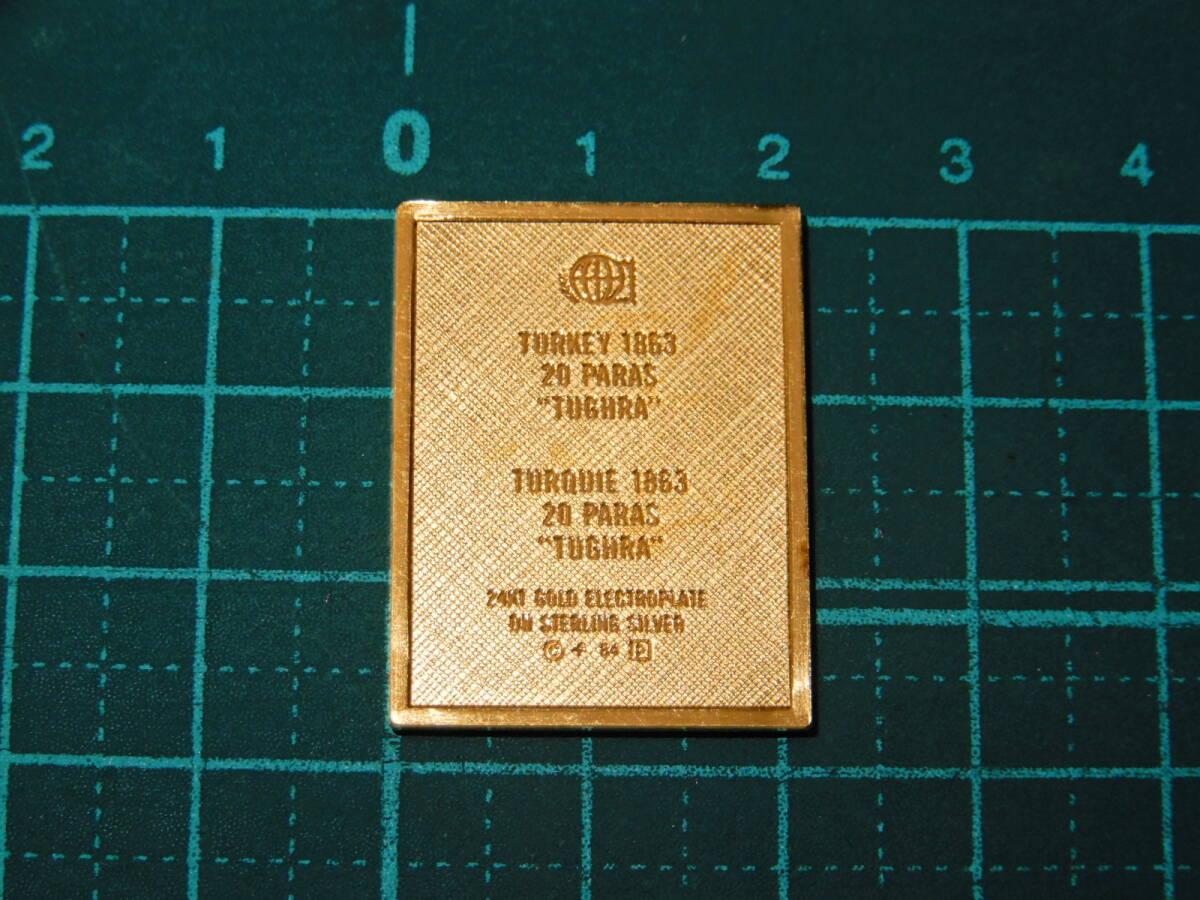 2 1 0 1 2 3 4
TURKEY 1863
20 PARAS
"TUGHRA"
TURQUIE 1863
20 PARAS
"TUGHRA"
24KT GOLD ELECTROPLATE
ON STERLING SILVER
© 84